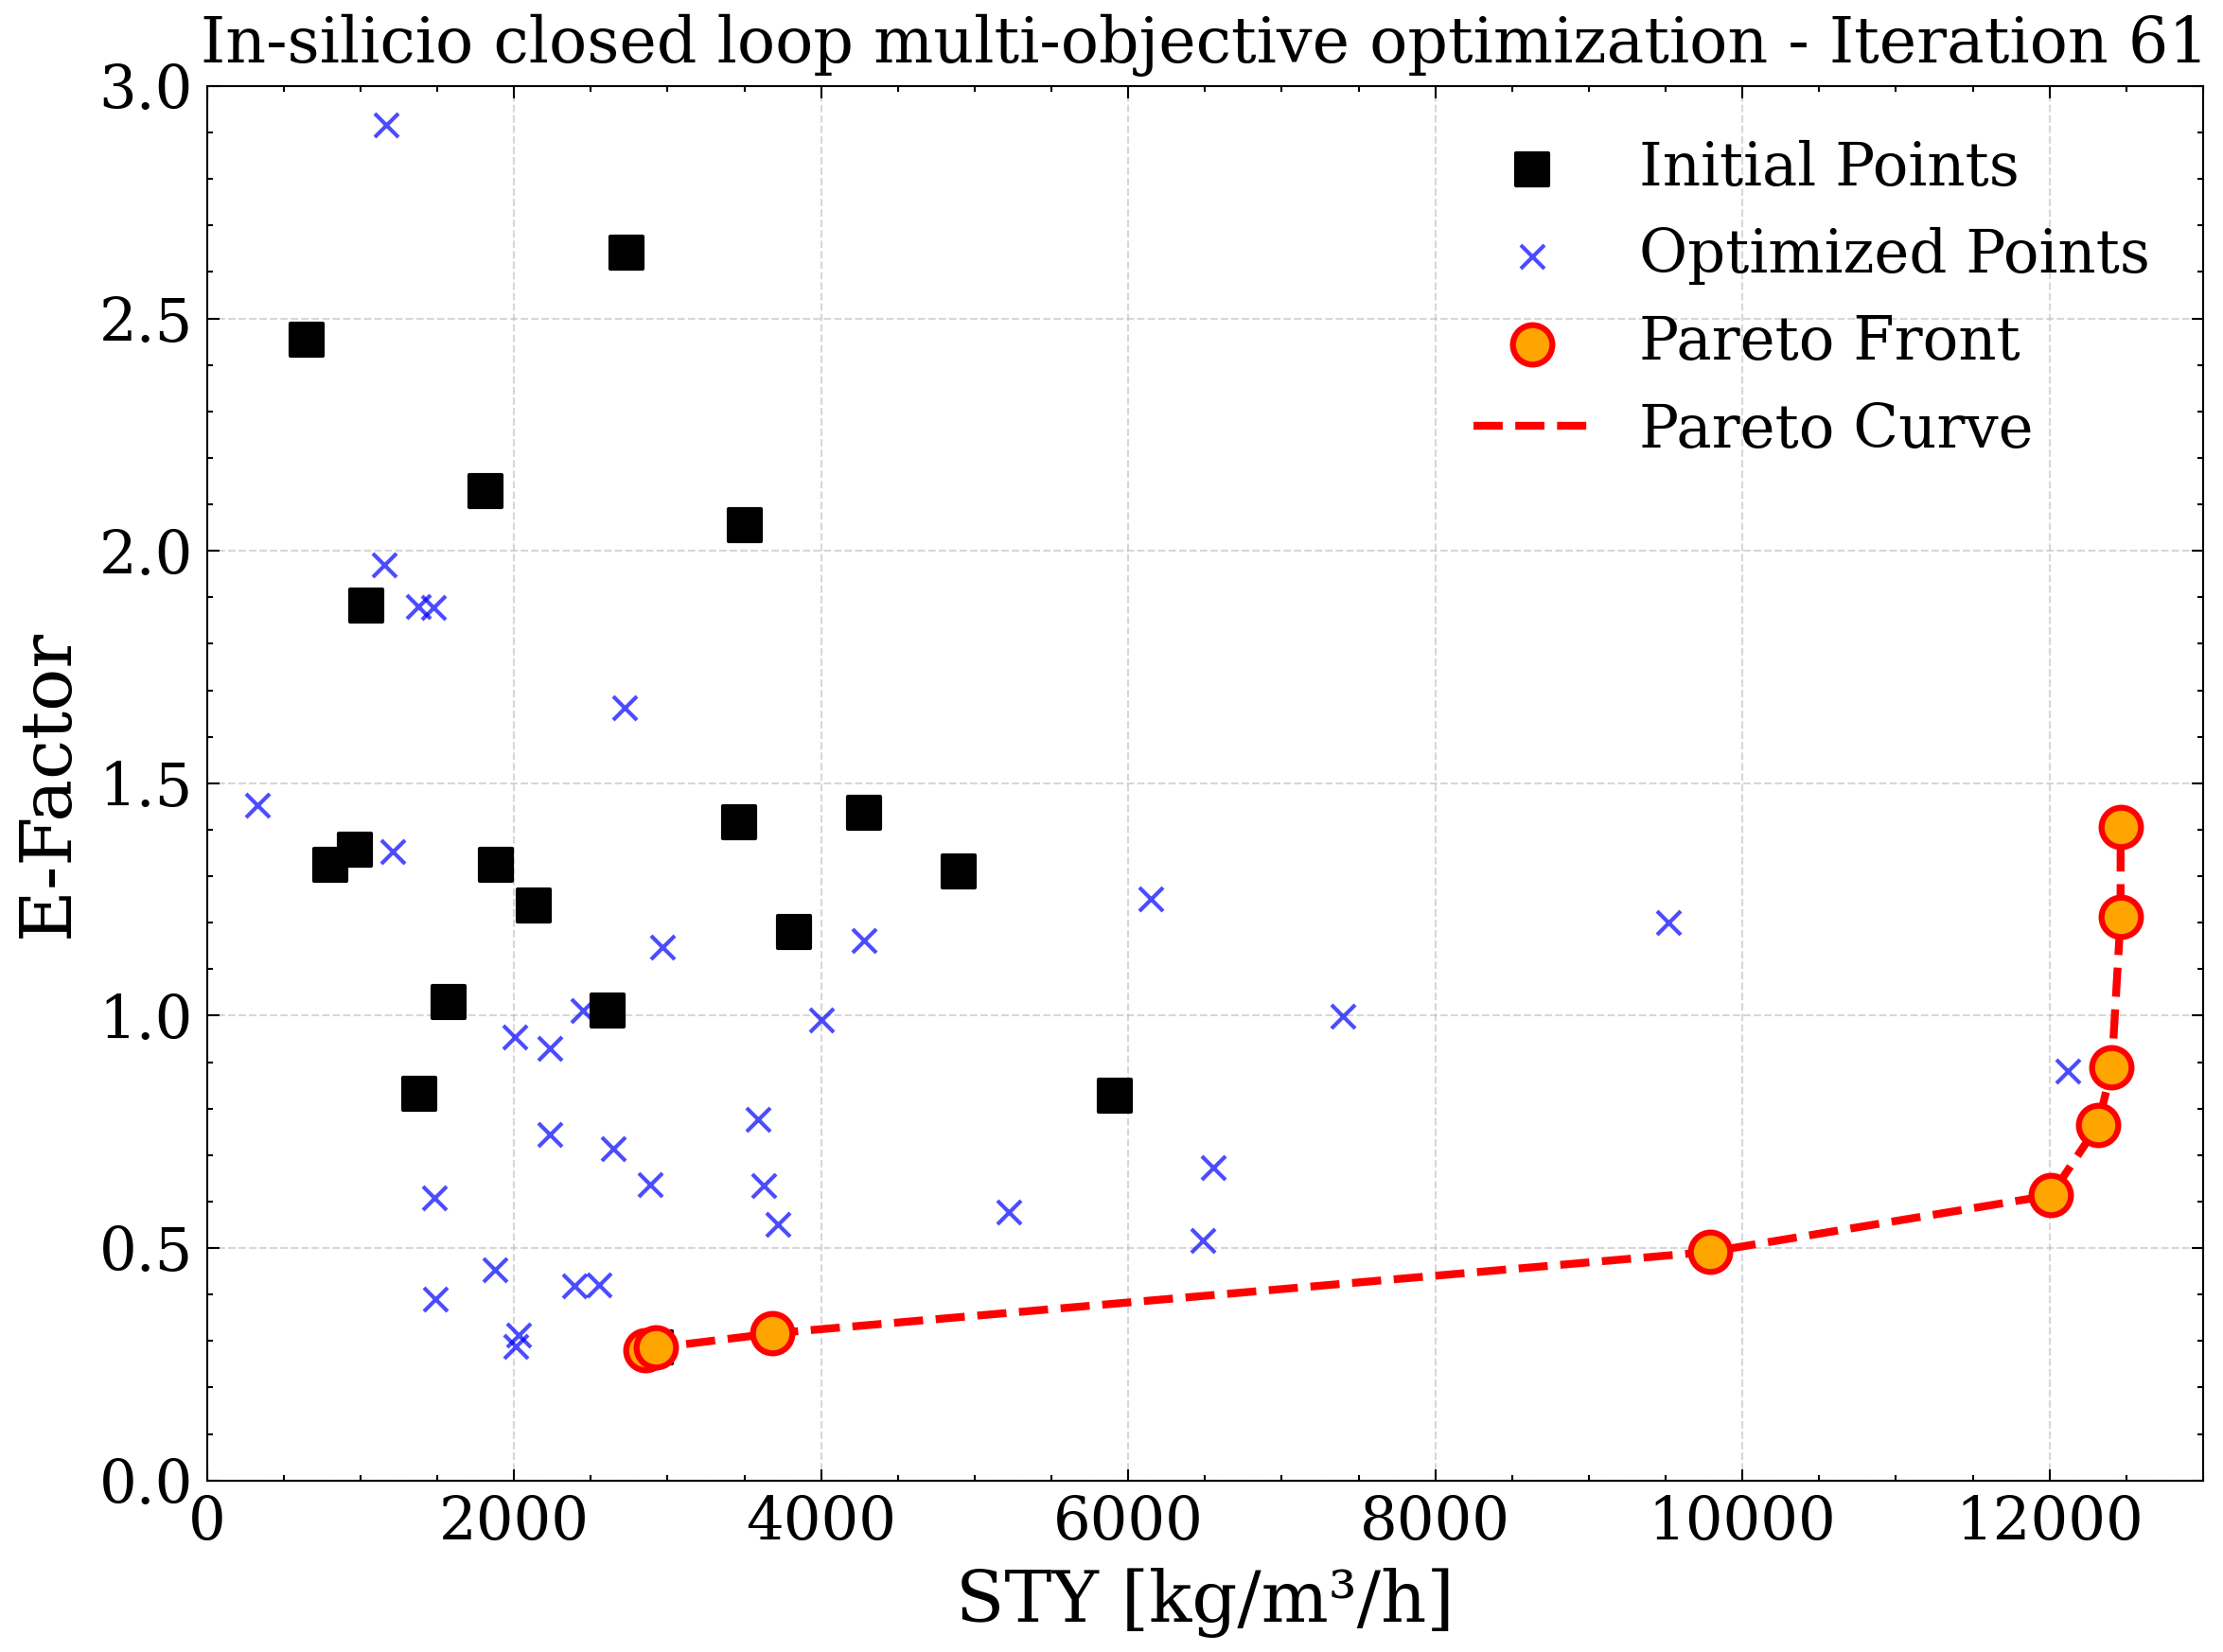 In-silicio closed loop multi-objective optimization - Iteration 61
3.0
2.5
2.0
1.5
1.0
0.5
0.0
E-Factor
Initial Points
Optimized Points
Pareto Front
Pareto Curve
0 2000 4000 6000 8000 10000 12000
STY [kg/m³/h]